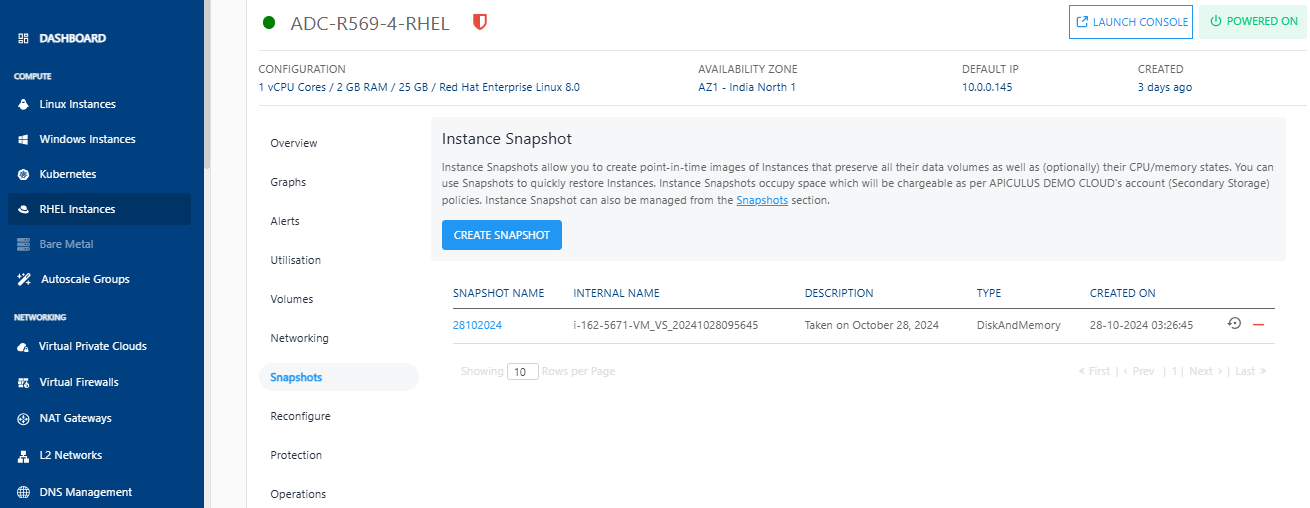 DASHBOARD
COMPUTE
Linux Instances
Windows Instances
Kubernetes
RHEL Instances
Bare Metal
Autoscale Groups
NETWORKING
Virtual Private Clouds
Virtual Firewalls
NAT Gateways
L2 Networks
DNS Management
ADC-R569-4-RHEL
LAUNCH CONSOLE
POWERED ON
CONFIGURATION
1 vCPU Cores / 2 GB RAM / 25 GB / Red Hat Enterprise Linux 8.0
AVAILABILITY ZONE
AZ1 - India North 1
DEFAULT IP
10.0.0.145
CREATED
3 days ago
Overview
Graphs
Alerts
Utilisation
Volumes
Networking
Snapshots
Reconfigure
Protection
Operations
Instance Snapshot
Instance Snapshots allow you to create point-in-time images of Instances that preserve all their data volumes as well as (optionally) their CPU/memory states. You can
use Snapshots to quickly restore Instances. Instance Snapshots occupy space which will be chargeable as per APICULUS DEMO CLOUD's account (Secondary Storage)
policies. Instance Snapshot can also be managed from the Snapshots section.
CREATE SNAPSHOT
SNAPSHOT NAME INTERNAL NAME DESCRIPTION TYPE CREATED ON
28102024 i-162-5671-VM_VS_20241028095645 Taken on October 28, 2024 DiskAndMemory 28-10-2024 03:26:45
Showing 10 Rows per Page
« First | ‹ Prev | 1 | Next › | Last »